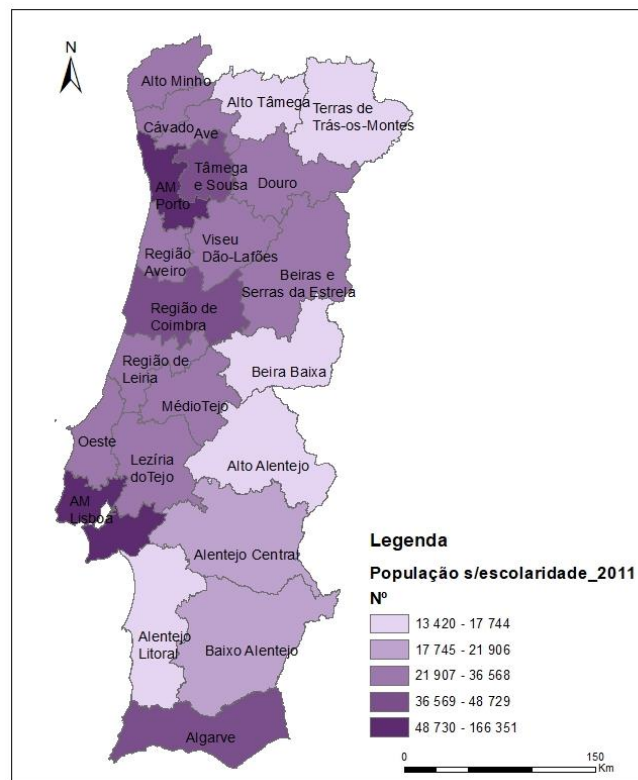 N
Alto Minho
Alto Tâmega
Terras de
Trás-os-Montes
Cávado
Ave
Tâmega
e Sousa
Douro
AM
Porto
Viseu
Dão-Lafões
Região
Aveiro
Beiras e
Serras da Estrela
Região de
Coimbra
Região de
Leiria
Beira Baixa
MédioTejo
Oeste
Lezíria
doTejo
Alto Alentejo
AM
Lisboa
Alentejo Central
Alentejo
Litoral
Baixo Alentejo
Algarve
Legenda
População s/escolaridade_2011
Nº
13 420 - 17 744
17 745 - 21 906
21 907 - 36 568
36 569 - 48 729
48 730 - 166 351
0 150
Km